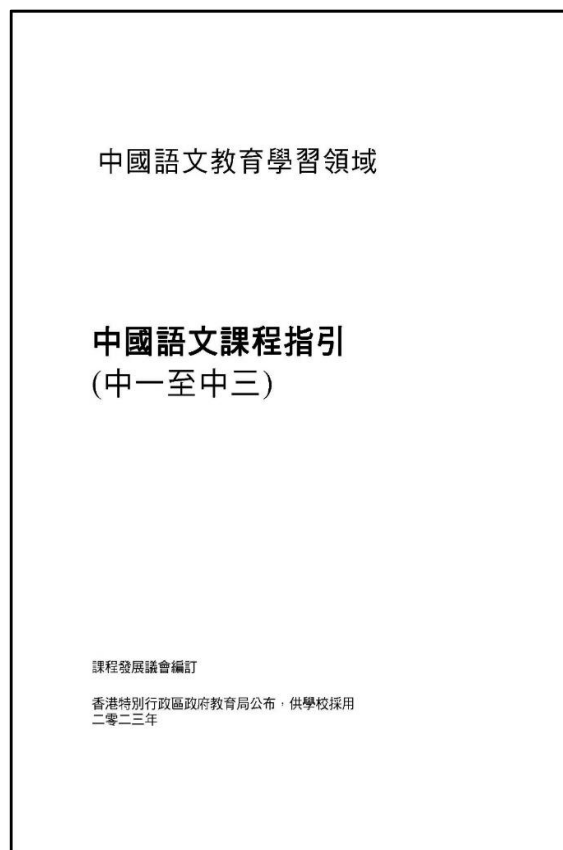 中國語文教育學習領域
中國語文課程指引
(中一至中三)
課程發展議會編訂
香港特別行政區政府教育局公布，供學校採用
二零二三年